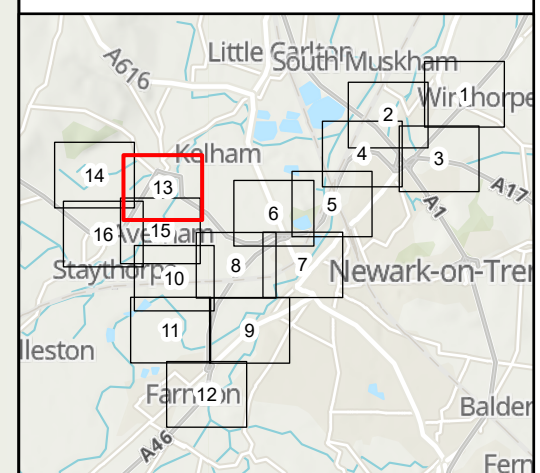 A616
Little Carlton
South Muskham
Winthorpe
1
2
Kelham
4
3
14
13
A17
5
A1
6
16
Averham
15
Staythorpe
8
7
Newark-on-Tren
10
11
9
lleston
Farndon
12
Balder
A46
Fern